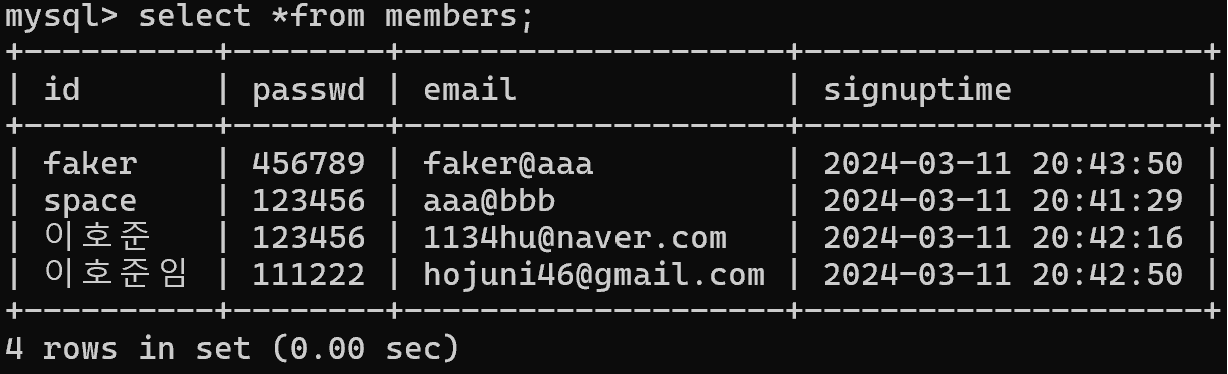 mysql> select *from members;
+----------+--------+-------------------+---------------------+
| id       | passwd | email             | signuptime          |
+----------+--------+-------------------+---------------------+
| faker    | 456789 | faker@aaa         | 2024-03-11 20:43:50 |
| space    | 123456 | aaa@bbb           | 2024-03-11 20:41:29 |
| 이호준   | 123456 | 1134hu@naver.com  | 2024-03-11 20:42:16 |
| 이호준임 | 111222 | hojuni46@gmail.com | 2024-03-11 20:42:50 |
+----------+--------+-------------------+---------------------+
4 rows in set (0.00 sec)